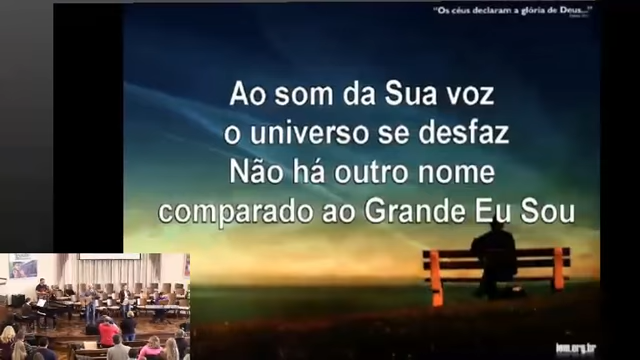 "Os céus declaram a glória de Deus..."
Ao som da Sua voz
o universo se desfaz
Não há outro nome
comparado ao Grande Eu Sou